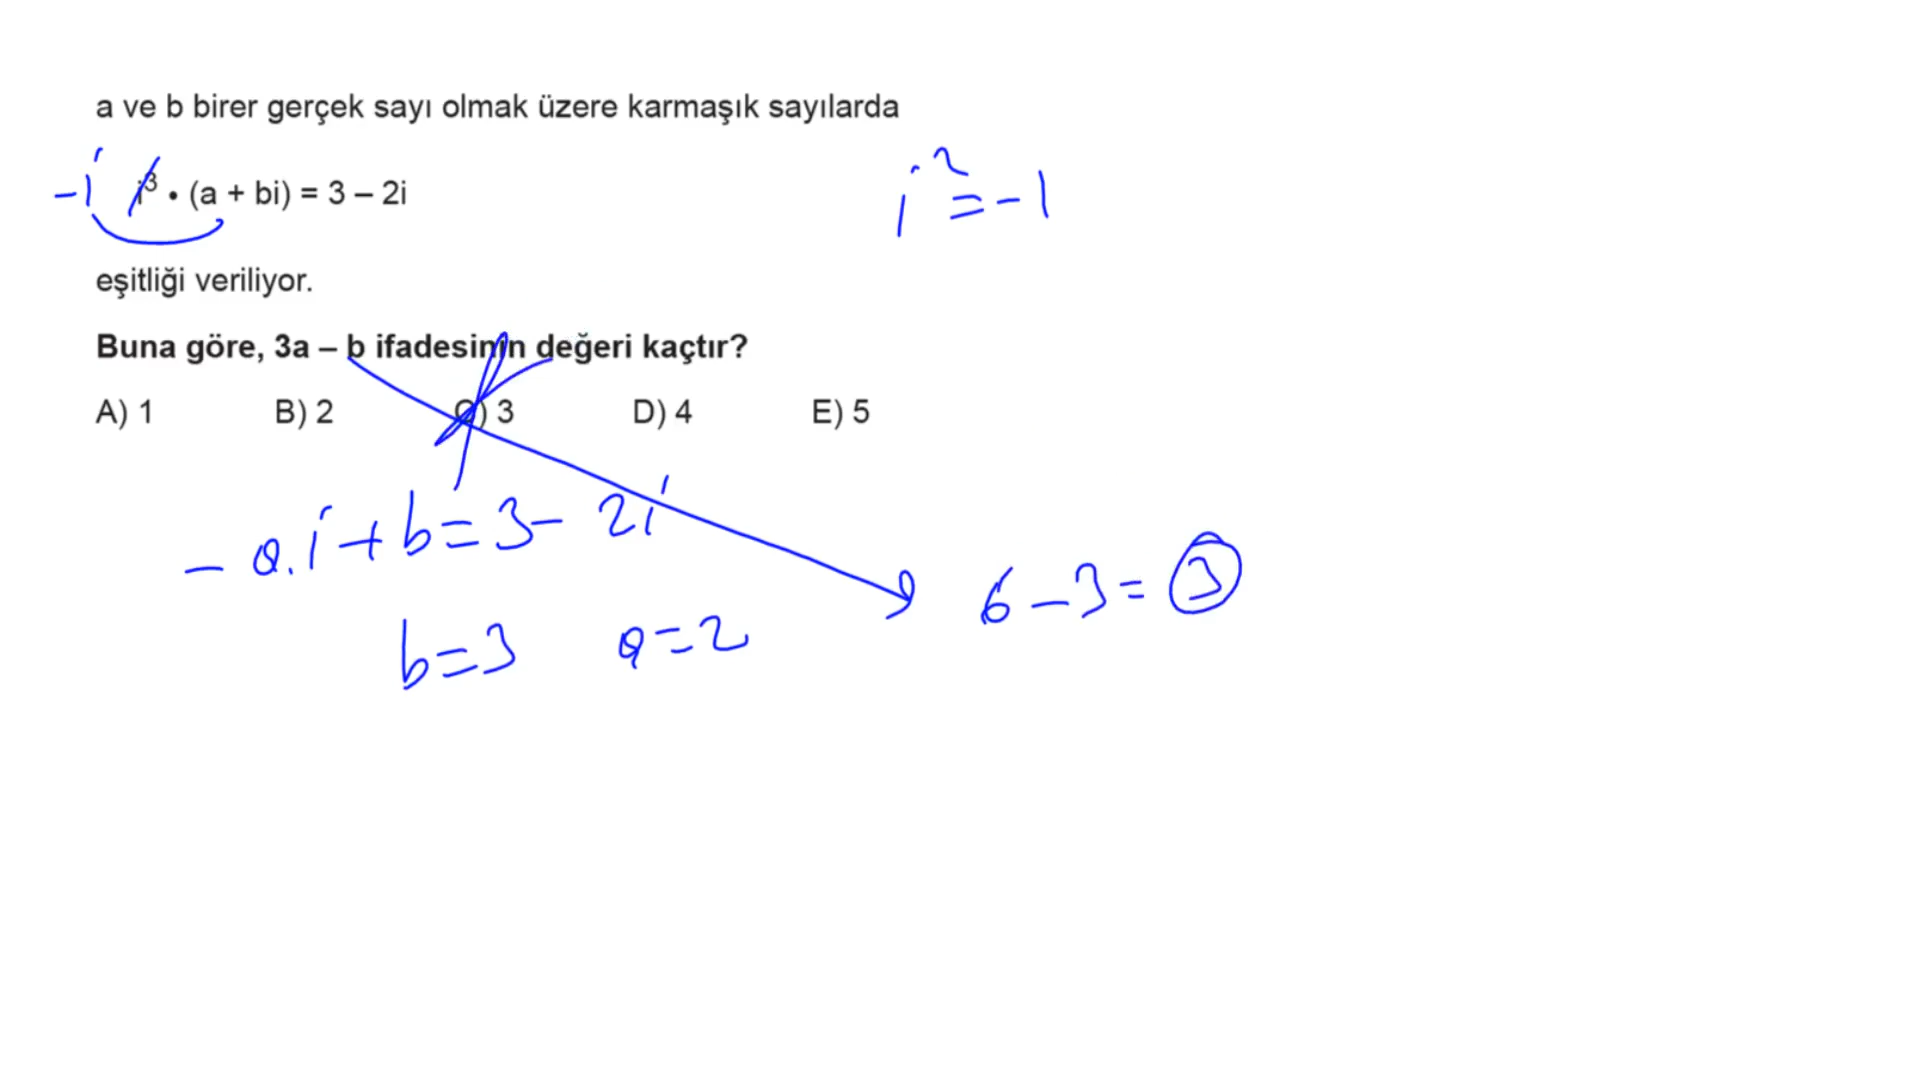 a ve b birer gerçek sayı olmak üzere karmaşık sayılarda
-i i³ • (a + bi) = 3 – 2i
i² = -1
eşitliği veriliyor.
Buna göre, 3a – b ifadesinin değeri kaçtır?
A) 1 B) 2 C) 3 D) 4 E) 5
- a.i + b = 3 - 2i
6 - 3 = 3
b = 3 a = 2